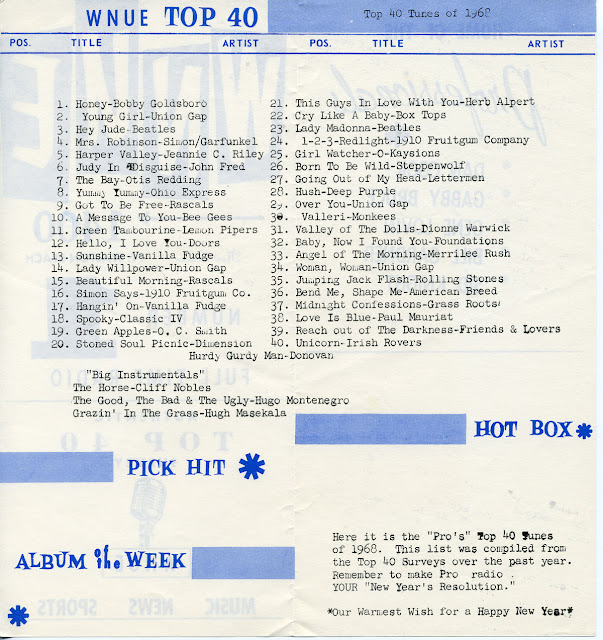 WNUE TOP 40
Top 40 Tunes of 1968
POS. TITLE ARTIST
POS. TITLE ARTIST
1. Honey-Bobby Goldsboro
2. Young Girl-Union Gap
3. Hey Jude-Beatles
4. Mrs. Robinson-Simon/Garfunkel
5. Harper Valley-Jeannie C. Riley
6. Judy In Disguise-John Fred
7. The Bay-Otis Redding
8. Yummy Yummy-Ohio Express
9. Got To Be Free-Rascals
10. A Message To You-Bee Gees
11. Green Tambourine-Lemon Pipers
12. Hello, I Love You-Doors
13. Sunshine-Vanilla Fudge
14. Lady Willpower-Union Gap
15. Beautiful Morning-Rascals
16. Simon Says-1910 Fruitgum Co.
17. Hangin' On-Vanilla Fudge
18. Spooky-Classic IV
19. Green Apples-O. C. Smith
20. Stoned Soul Picnic-Dimension
21. This Guys In Love With You-Herb Alpert
22. Cry Like A Baby-Box Tops
23. Lady Madonna-Beatles
24. 1-2-3-Redlight-1910 Fruitgum Company
25. Girl Watcher-O-Kaysions
26. Born To Be Wild-Steppenwolf
27. Going Out of My Head-Lettermen
28. Hush-Deep Purple
29. Over You-Union Gap
30. Valleri-Monkees
31. Valley of The Dolls-Dionne Warwick
32. Baby, Now I Found You-Foundations
33. Angel of The Morning-Merrilee Rush
34. Woman, Woman-Union Gap
35. Jumping Jack Flash-Rolling Stones
36. Bend Me, Shape Me-American Breed
37. Midnight Confessions-Grass Roots
38. Love Is Blue-Paul Mauriat
39. Reach out of The Darkness-Friends & Lovers
40. Unicorn-Irish Rovers
Hurdy Gurdy Man-Donovan
"Big Instrumentals"
The Horse-Cliff Nobles
The Good, The Bad & The Ugly-Hugo Montenegro
Grazin' In The Grass-Hugh Masekala
HOT BOX*
PICK HIT *
ALBUM of the WEEK
Here it is the "Pro's" Top 40 Tunes
of 1968. This list was compiled from
the Top 40 Surveys over the past year.
Remember to make Pro radio
YOUR "New Year's Resolution."
*Our Warmest Wish for a Happy New Year*